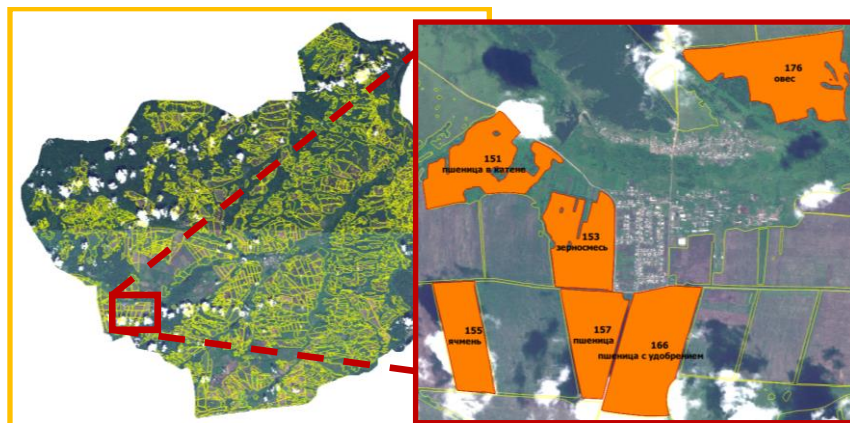 176
овес
151
пшеница в катене
153
зерносмесь
155
ячмень
157
пшеница
166
пшеница с удобрением